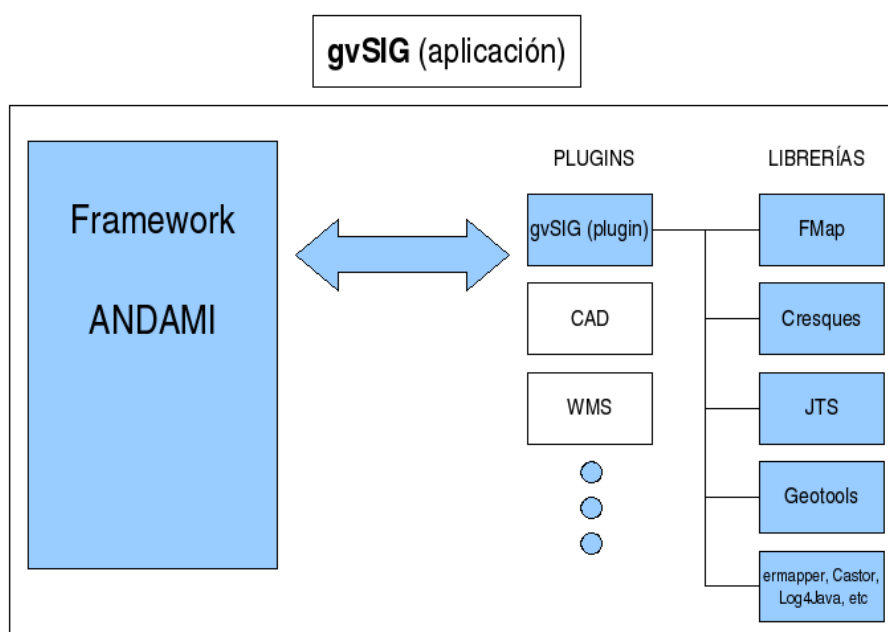 gvSIG (aplicación)
Framework
ANDAMI
PLUGINS
gvSIG (plugin)
CAD
WMS
LIBRERÍAS
FMap
Cresques
JTS
Geotools
ermapper, Castor,
Log4Java, etc